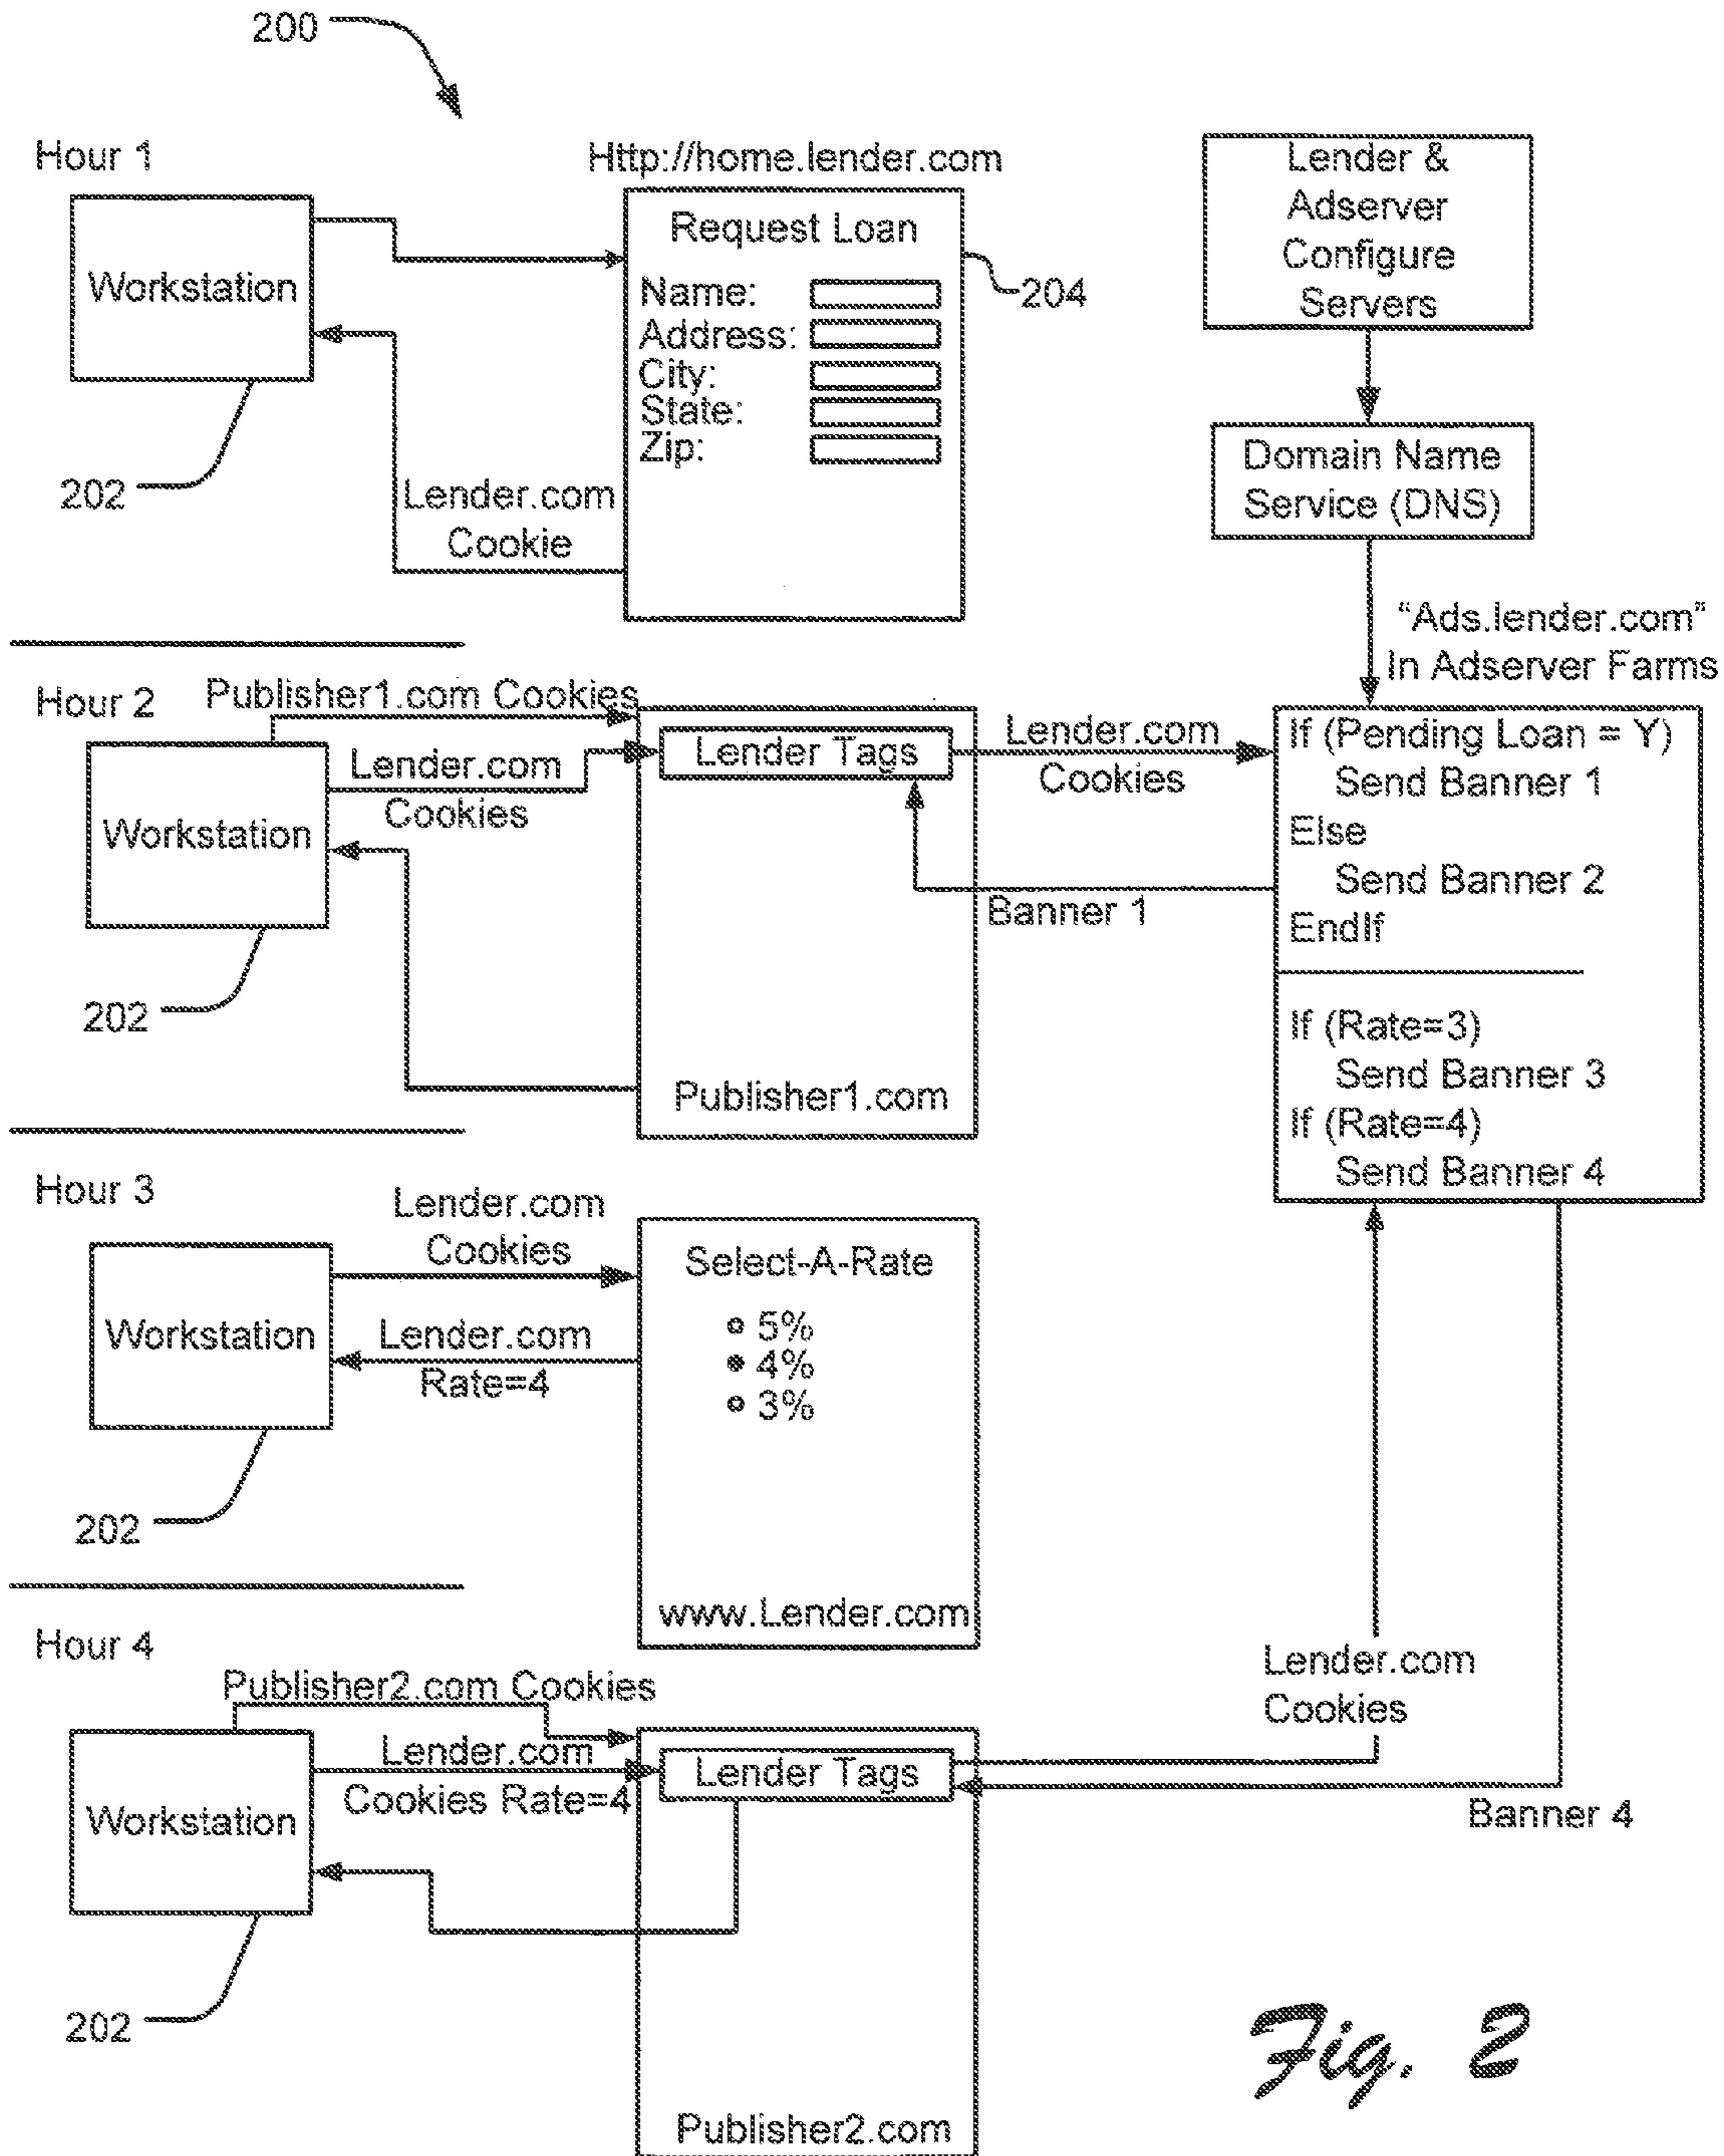 200
Hour 1
Http://home.lender.com
Workstation
202
Request Loan
Name:
Address:
City:
State:
Zip:
204
Lender.com
Cookie
Lender &
Adserver
Configure
Servers
Domain Name
Service (DNS)
"Ads.lender.com"
In Adserver Farms
Hour 2
Publisher1.com Cookies
Workstation
202
Lender.com
Cookies
Lender Tags
Publisher1.com
Lender.com
Cookies
Banner 1
If (Pending Loan = Y)
Send Banner 1
Else
Send Banner 2
EndIf
If (Rate=3)
Send Banner 3
If (Rate=4)
Send Banner 4
Hour 3
Workstation
202
Lender.com
Cookies
Lender.com
Rate=4
Select-A-Rate
5%
4%
3%
www.Lender.com
Hour 4
Publisher2.com Cookies
Workstation
202
Lender.com
Cookies Rate=4
Lender Tags
Publisher2.com
Lender.com
Cookies
Banner 4
Fig. 2